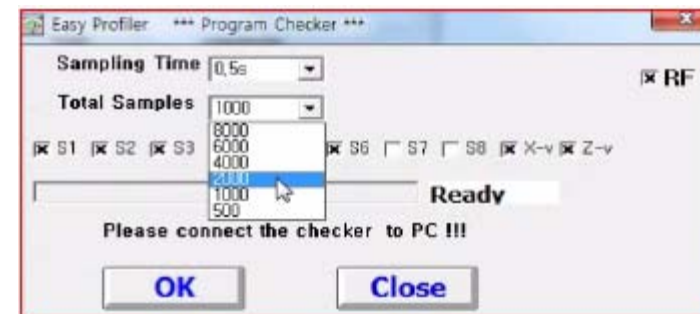 Easy Profiler *** Program Checker ***
Sampling Time 0,5s
RF
Total Samples 1000
8000
S1 S2 S3 6000 S6 S7 S8 X-v Z-v
4000
2000
1000 Ready
500
Please connect the checker to PC !!!
OK Close